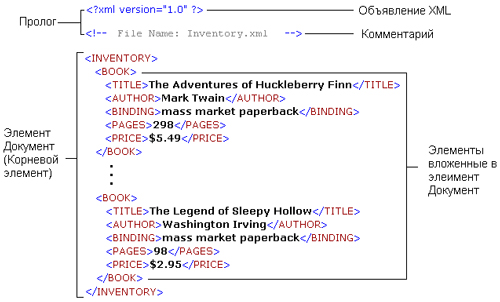 Пролог
<?xml version="1.0" ?>
Объявление XML
<!-- File Name: Inventory.xml -->
Комментарий
<INVENTORY>
<BOOK>
<TITLE>The Adventures of Huckleberry Finn</TITLE>
<AUTHOR>Mark Twain</AUTHOR>
<BINDING>mass market paperback</BINDING>
<PAGES>298</PAGES>
<PRICE>$5.49</PRICE>
</BOOK>
<BOOK>
<TITLE>The Legend of Sleepy Hollow</TITLE>
<AUTHOR>Washington Irving</AUTHOR>
<BINDING>mass market paperback</BINDING>
<PAGES>98</PAGES>
<PRICE>$2.95</PRICE>
</BOOK>
</INVENTORY>
Элемент
Документ
(Корневой
элемент)
Элементы
вложенные в
элеимент
Документ